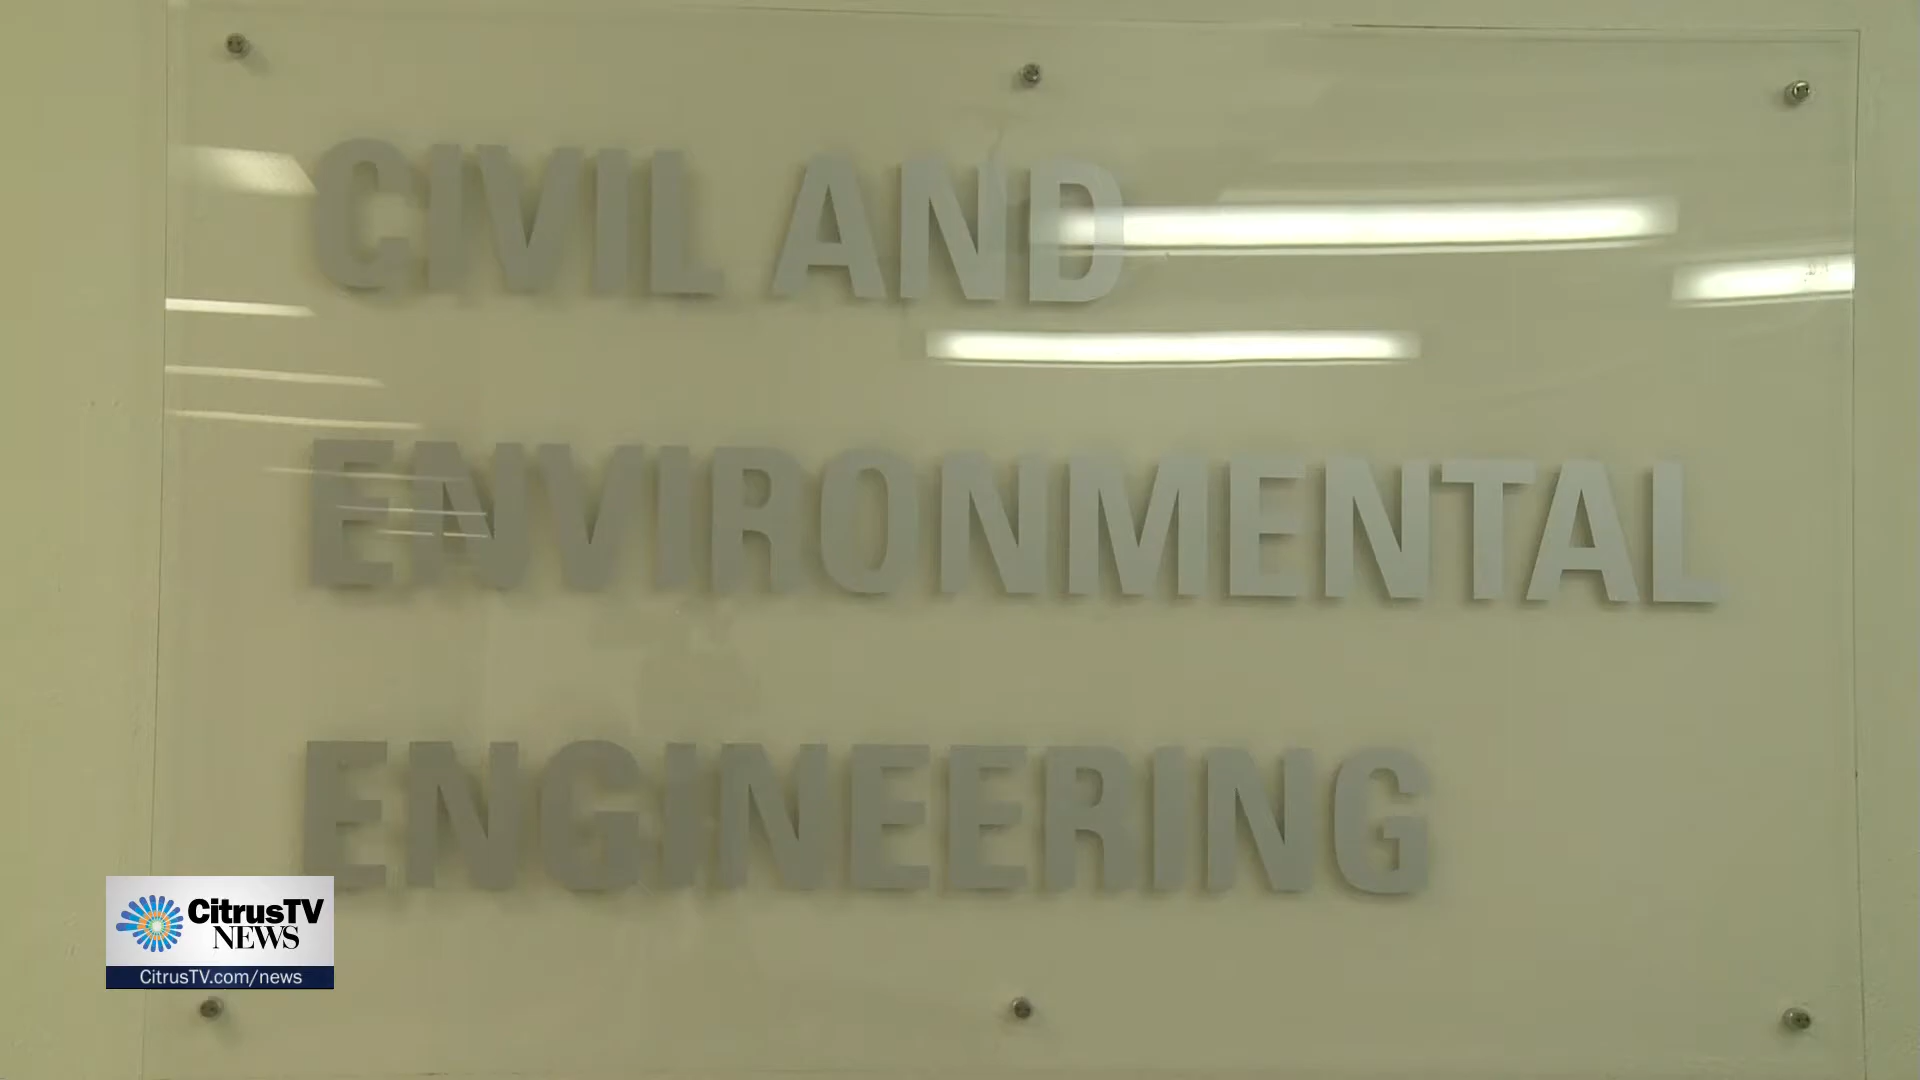 CIVIL AND
ENVIRONMENTAL
ENGINEERING
CitrusTV
NEWS
CitrusTV.com/news